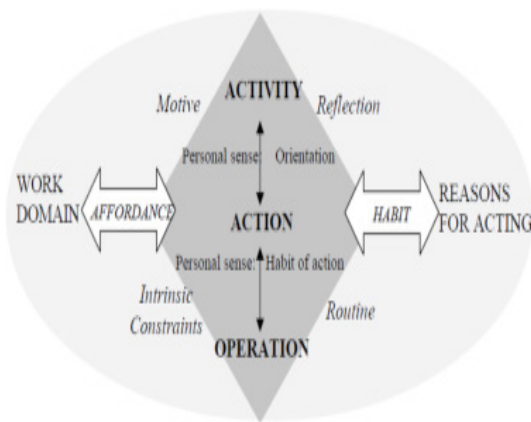 ACTIVITY
Motive
Reflection
Personal sense: Orientation
WORK
DOMAIN
AFFORDANCE
ACTION
HABIT
REASONS
FOR ACTING
Personal sense: Habit of action
Intrinsic
Constraints
Routine
OPERATION